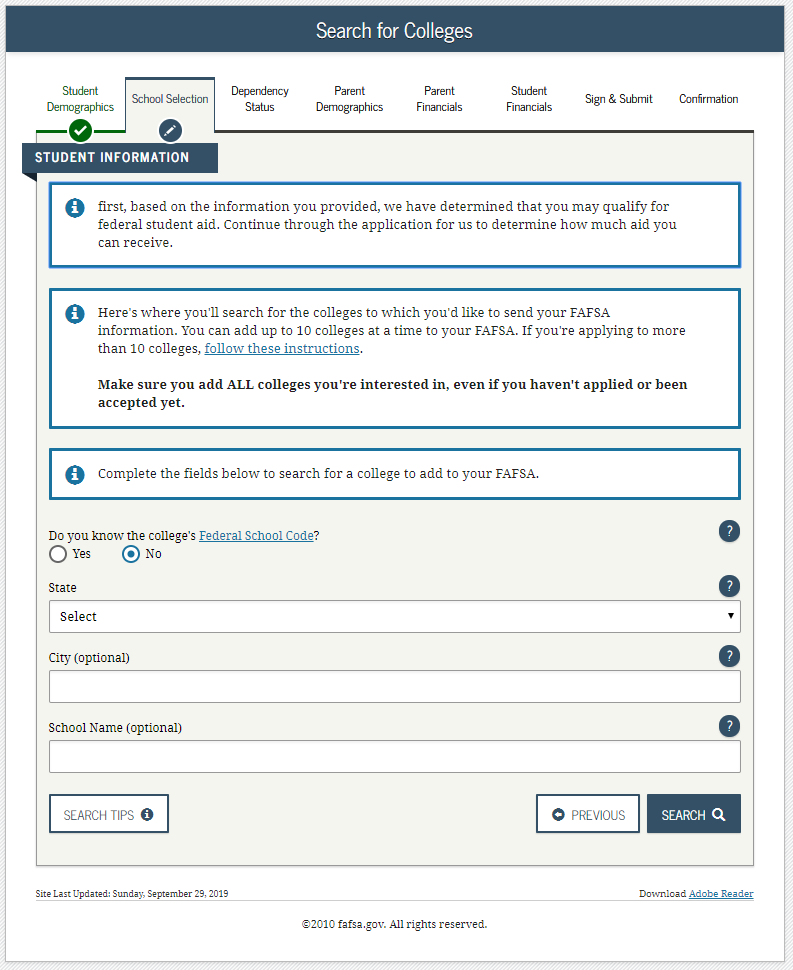 Search for Colleges
Student Demographics
School Selection
Dependency Status
Parent Demographics
Parent Financials
Student Financials
Sign & Submit
Confirmation
STUDENT INFORMATION
first, based on the information you provided, we have determined that you may qualify for
federal student aid. Continue through the application for us to determine how much aid you
can receive.
Here's where you'll search for the colleges to which you'd like to send your FAFSA
information. You can add up to 10 colleges at a time to your FAFSA. If you're applying to more
than 10 colleges, follow these instructions.
Make sure you add ALL colleges you're interested in, even if you haven't applied or been
accepted yet.
Complete the fields below to search for a college to add to your FAFSA.
Do you know the college's Federal School Code?
?
Yes No
State
?
Select
City (optional)
?
School Name (optional)
?
SEARCH TIPS
PREVIOUS
SEARCH
Site Last Updated: Sunday, September 29, 2019
Download Adobe Reader
©2010 fafsa.gov. All rights reserved.